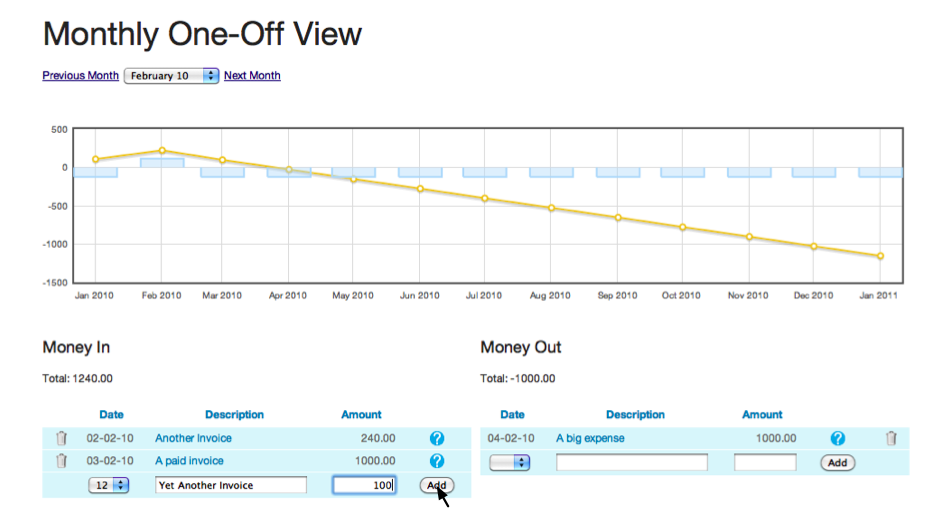 Monthly One-Off View
Previous Month February 10 Next Month
500
0
-500
-1000
-1500
Jan 2010 Feb 2010 Mar 2010 Apr 2010 May 2010 Jun 2010 Jul 2010 Aug 2010 Sep 2010 Oct 2010 Nov 2010 Dec 2010 Jan 2011
Money In
Total: 1240.00
Date Description Amount
02-02-10 Another Invoice 240.00 ?
03-02-10 A paid invoice 1000.00 ?
12 Yet Another Invoice 100 Add
Money Out
Total: -1000.00
Date Description Amount
04-02-10 A big expense 1000.00 ?
Add